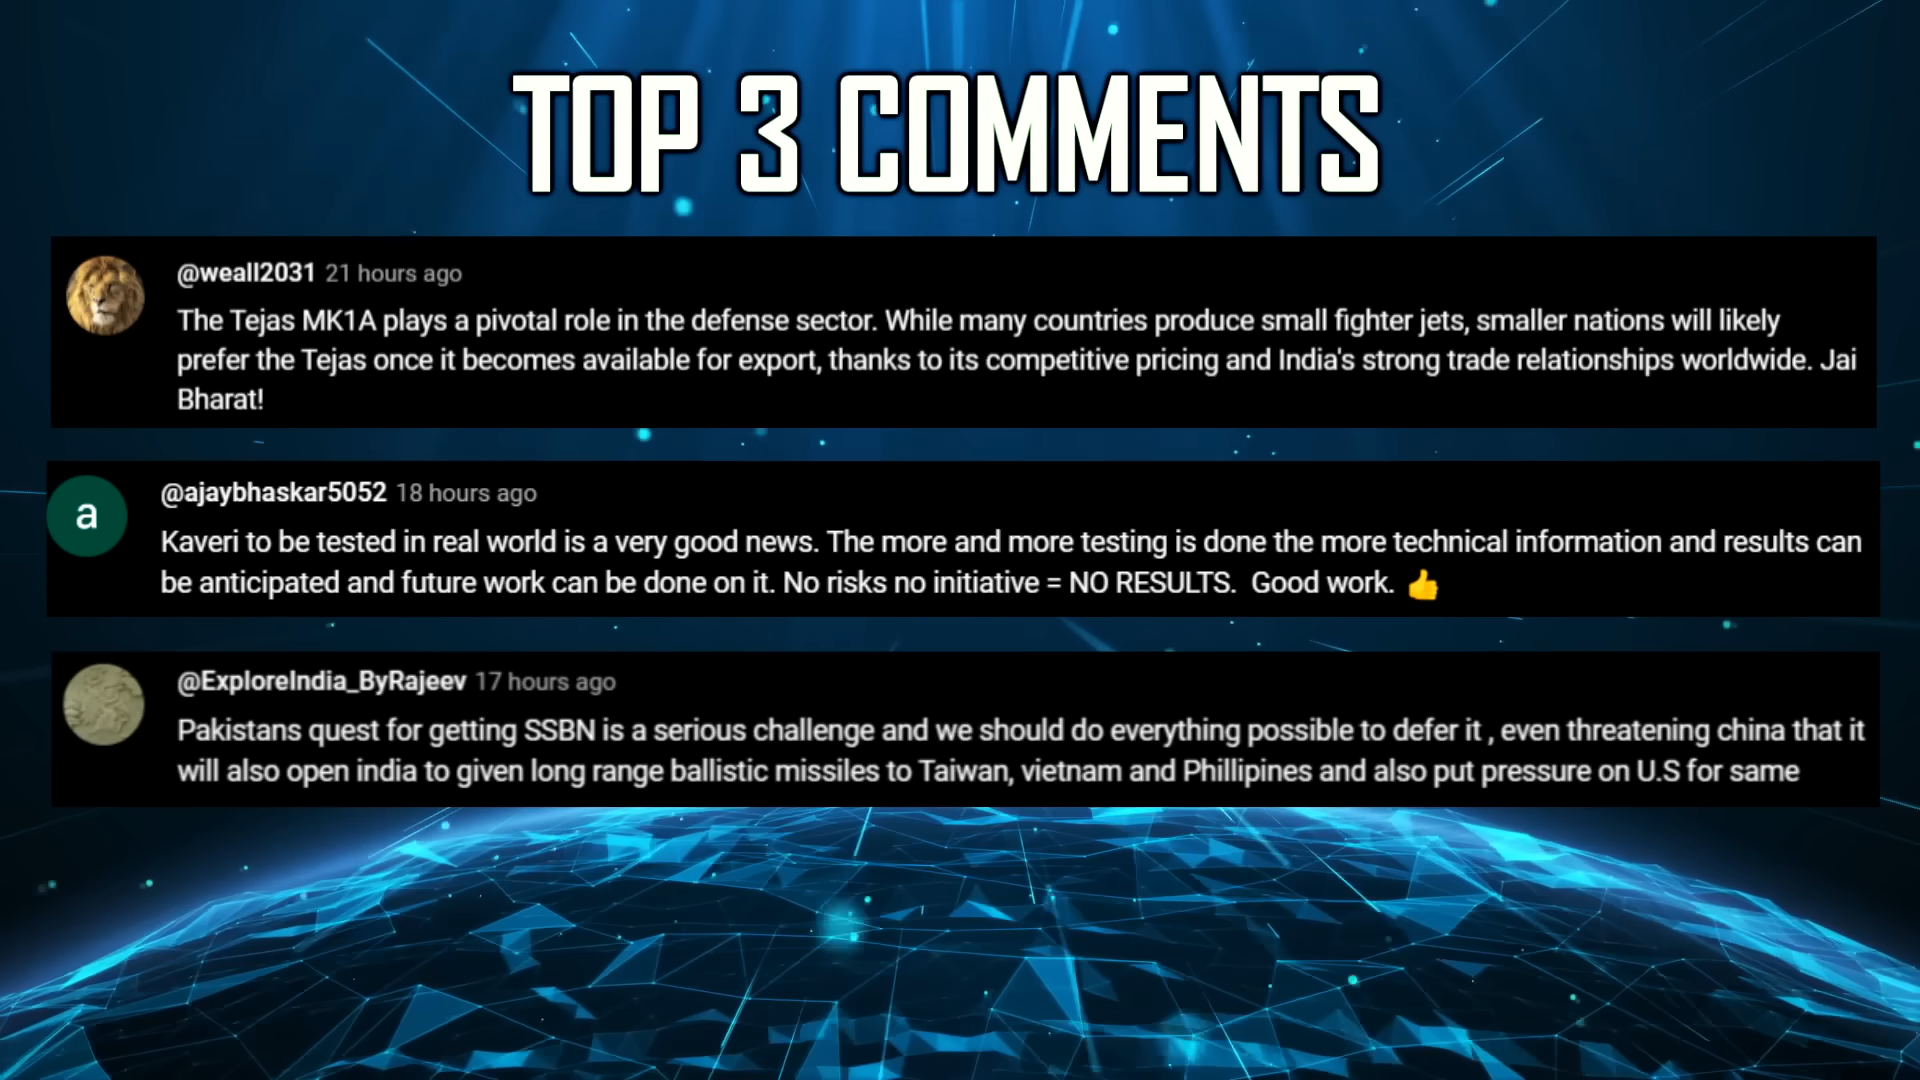 TOP 3 COMMENTS
@weall2031 21 hours ago
The Tejas MK1A plays a pivotal role in the defense sector. While many countries produce small fighter jets, smaller nations will likely
prefer the Tejas once it becomes available for export, thanks to its competitive pricing and India's strong trade relationships worldwide. Jai
Bharat!
a
@ajaybhaskar5052 18 hours ago
Kaveri to be tested in real world is a very good news. The more and more testing is done the more technical information and results can
be anticipated and future work can be done on it. No risks no initiative = NO RESULTS.  Good work. 👍
@ExploreIndia_ByRajeev 17 hours ago
Pakistans quest for getting SSBN is a serious challenge and we should do everything possible to defer it , even threatening china that it
will also open india to given long range ballistic missiles to Taiwan, vietnam and Phillipines and also put pressure on U.S for same